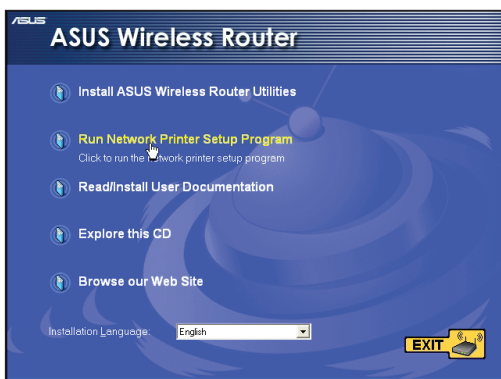 ASUS
ASUS Wireless Router
Install ASUS Wireless Router Utilities
Run Network Printer Setup Program
Click to run the network printer setup program
Read/Install User Documentation
Explore this CD
Browse our Web Site
Installation Language: English
EXIT